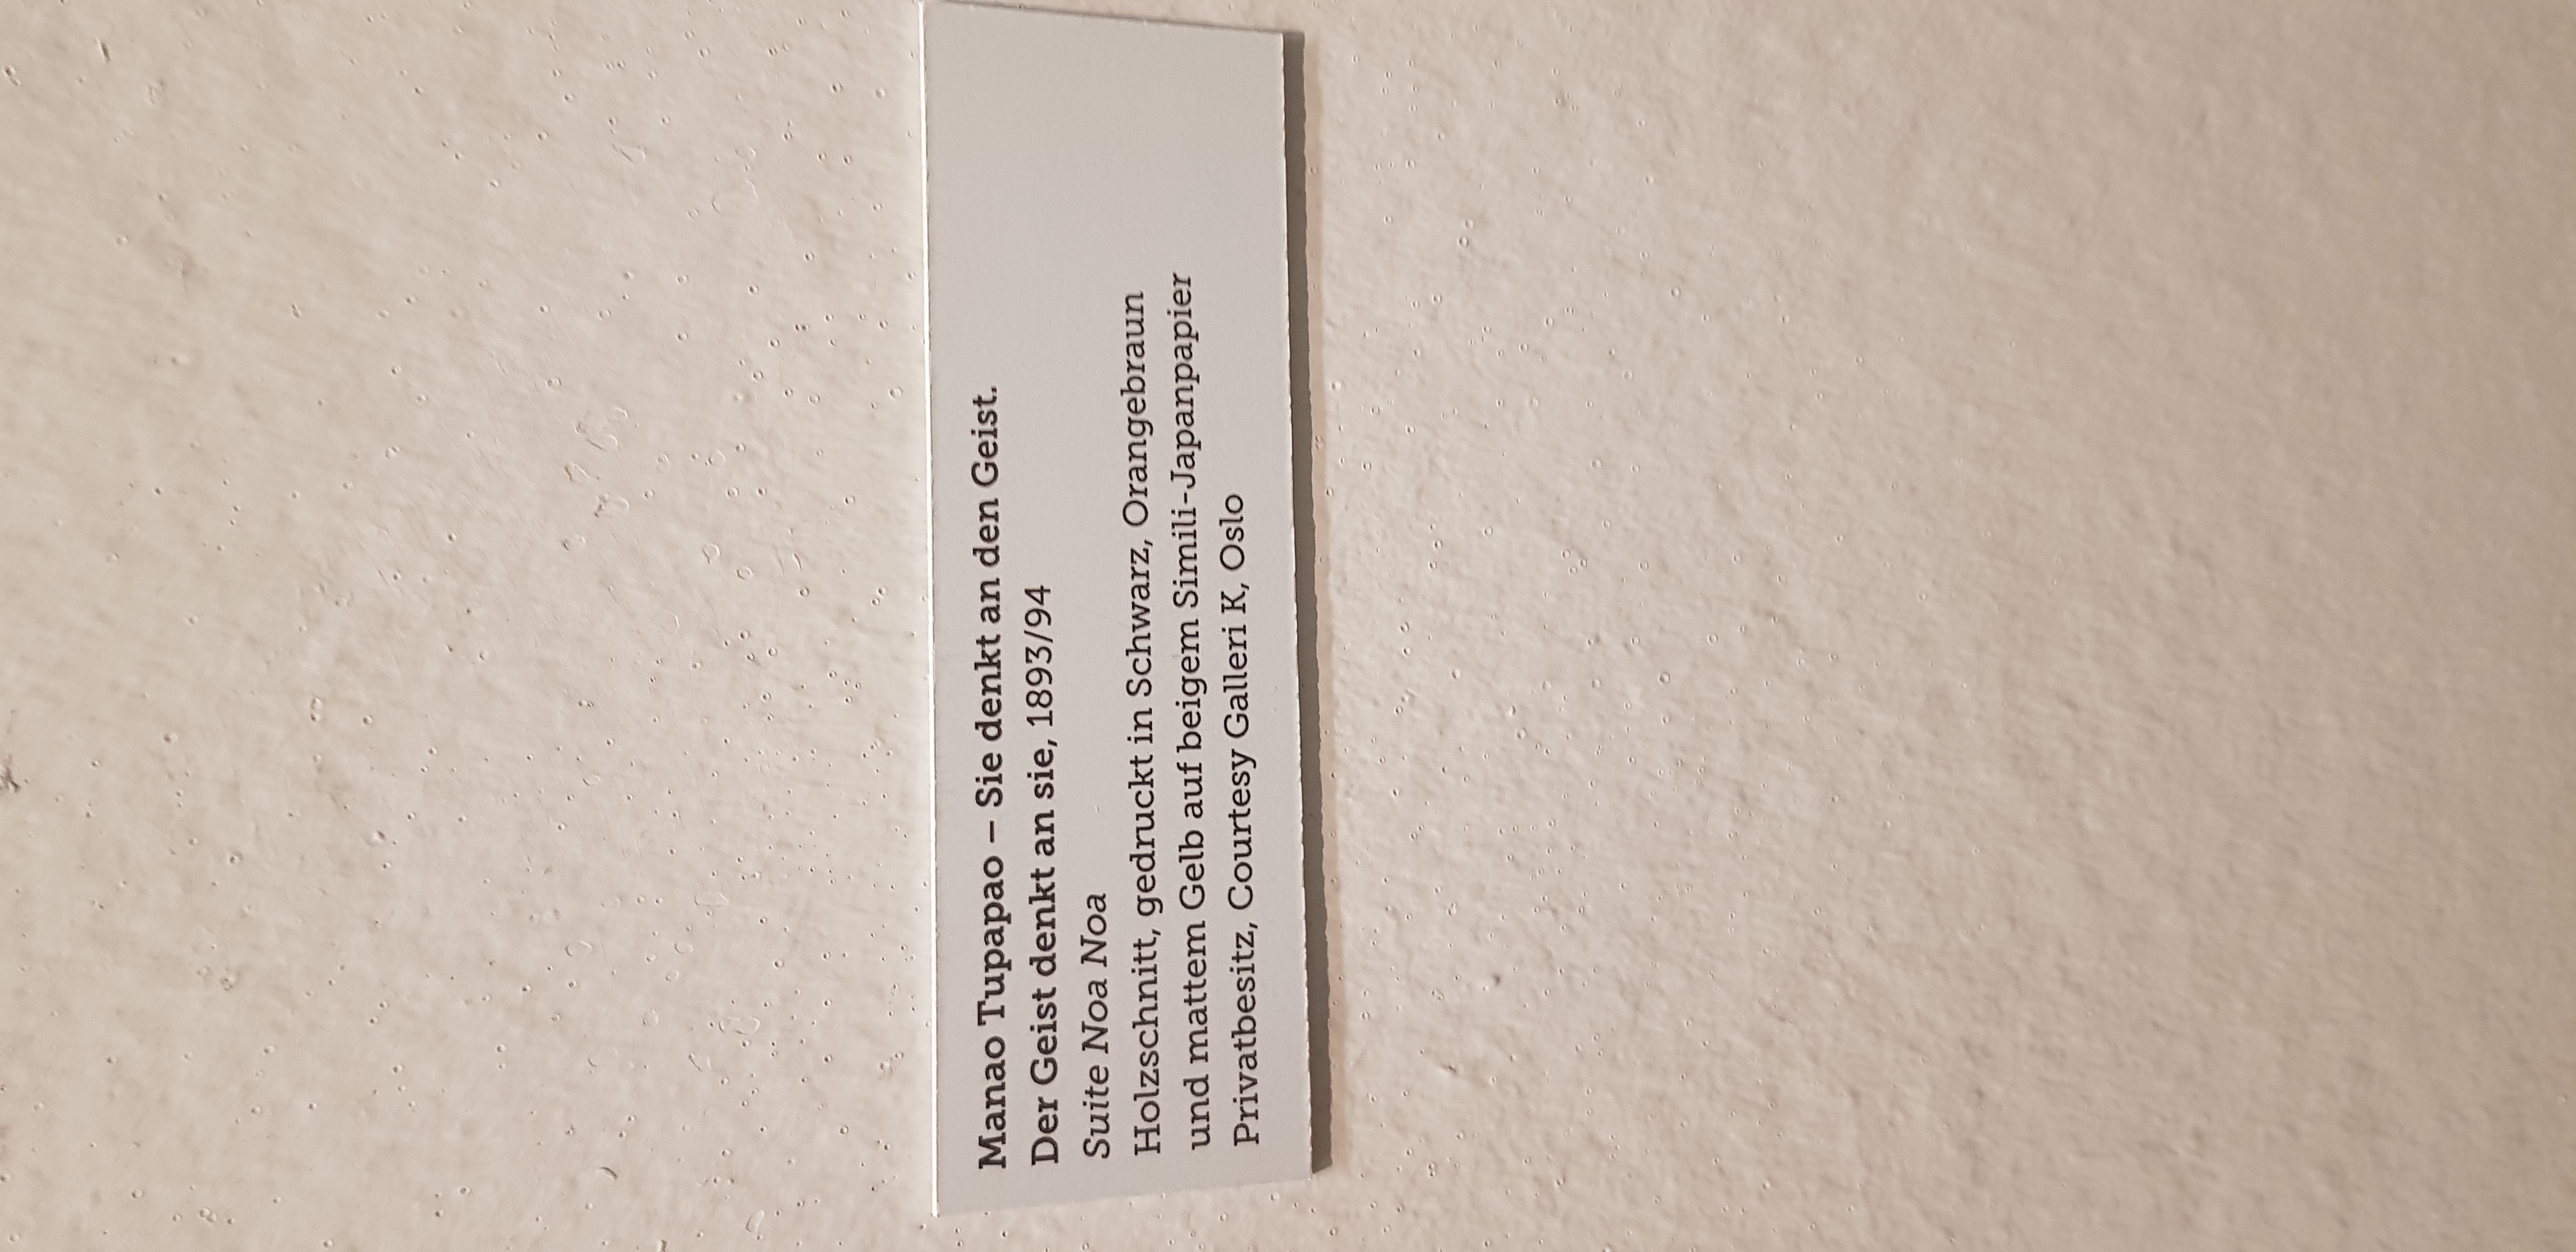 Manao Tupapao – Sie denkt an den Geist.
Der Geist denkt an sie, 1893/94
Suite Noa Noa
Holzschnitt, gedruckt in Schwarz, Orangebraun
und mattem Gelb auf beigem Simili-Japanpapier
Privatbesitz, Courtesy Galleri K, Oslo